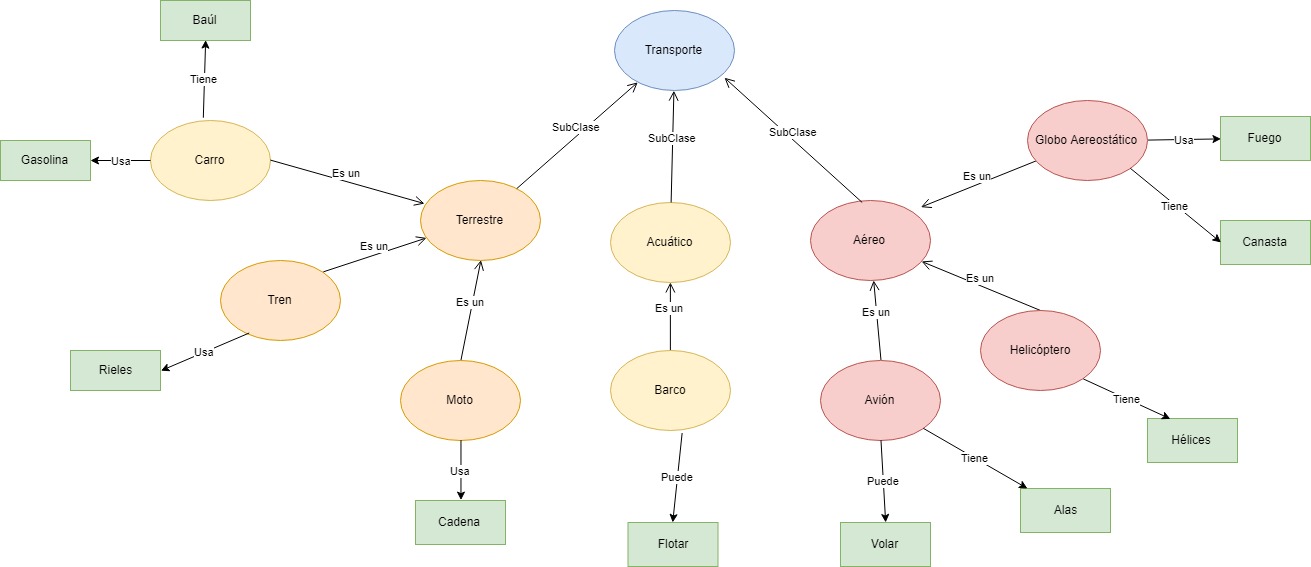 Baúl
Transporte
Tiene
SubClase
SubClase
SubClase
Globo Aereostático
Usa
Fuego
Gasolina
Usa
Carro
Es un
Es un
Tiene
Terrestre
Acuático
Aéreo
Canasta
Es un
Es un
Tren
Es un
Es un
Es un
Usa
Helicóptero
Rieles
Moto
Barco
Avión
Tiene
Hélices
Usa
Puede
Puede
Tiene
Cadena
Alas
Flotar
Volar